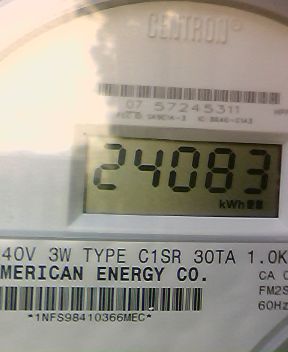 CENTRON®
07 57245311
24083
kWh
40V 3W TYPE C1SR 30TA 1.0K
MERICAN ENERGY CO.
CA
FM2S
60Hz
*1NFS98410366MEC*